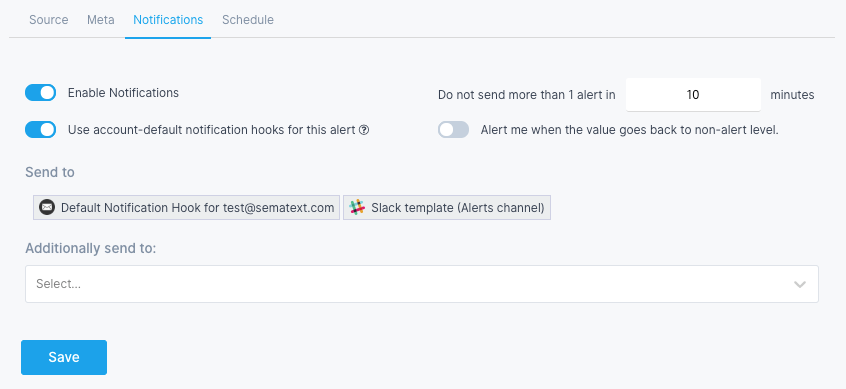 Source Meta Notifications Schedule
Enable Notifications
Do not send more than 1 alert in 10 minutes
Use account-default notification hooks for this alert ?
Alert me when the value goes back to non-alert level.
Send to
Default Notification Hook for test@sematext.com
Slack template (Alerts channel)
Additionally send to:
Select...
Save